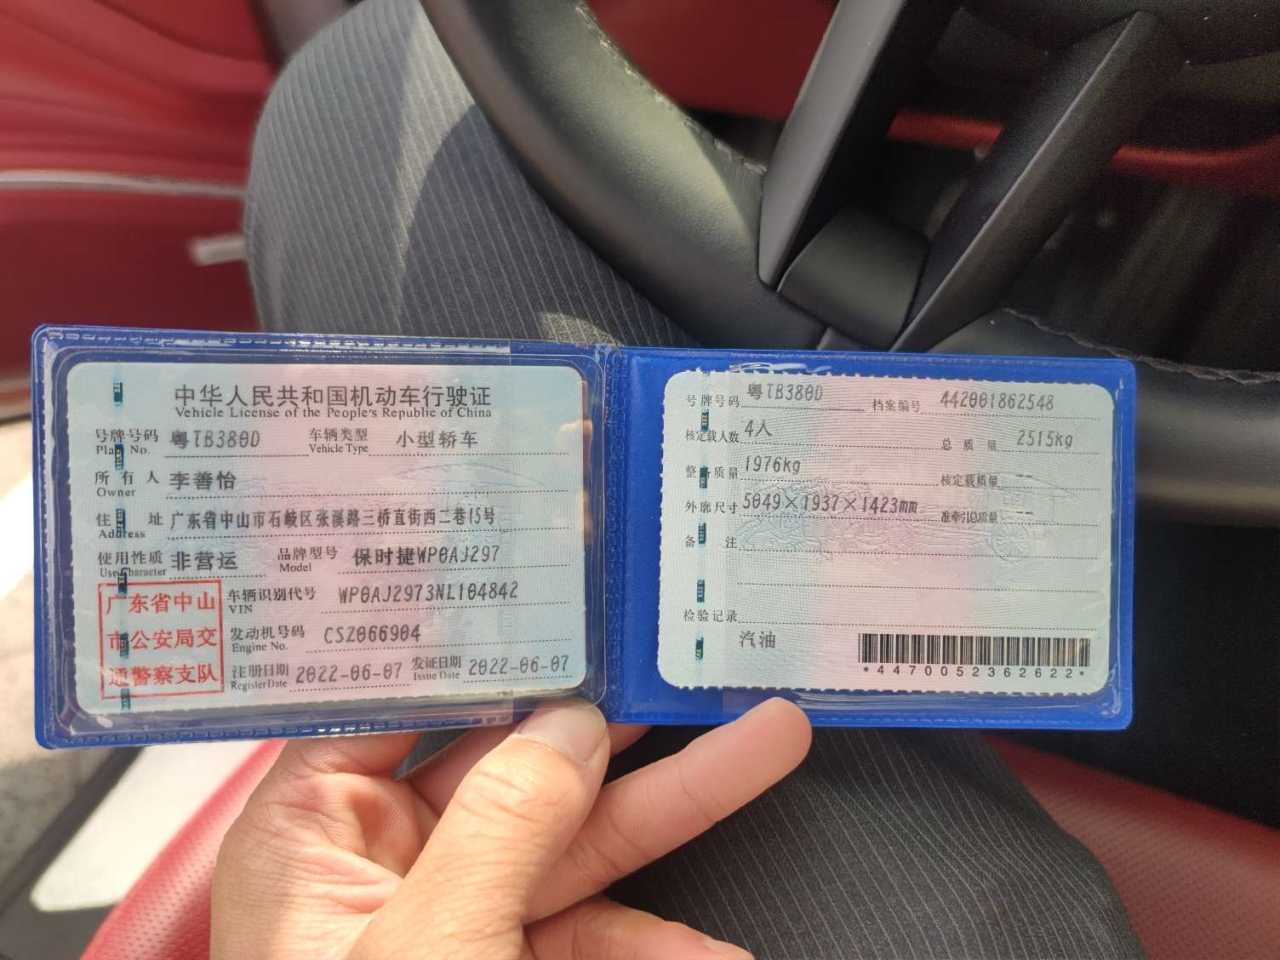 中华人民共和国机动车行驶证
Vehicle License of the People's Republic of China
号牌号码 粤TB380D 车辆类型 小型轿车
Plate No. Vehicle Type
所有人 李善怡
Owner
住址 广东省中山市石岐区张溪路三桥直街西二巷15号
Address
使用性质 非营运 品牌型号 保时捷WP0AJ297
Use Character Model
广东省中山
市公安局交
通警察支队
车辆识别代号 WP0AJ2973NL104842
VIN
发动机号码 CSZ066904
Engine No.
注册日期 2022-06-07 发证日期 2022-06-07
Register Date Issue Date
号牌号码 粤TB380D 档案编号 442001862548
核定载人数 4人 总质量 2515kg
整备质量 1976kg 核定载质量 --
外廓尺寸 5049×1937×1423mm 准牵引总质量 --
备注
检验记录
汽油
*4470052362622*